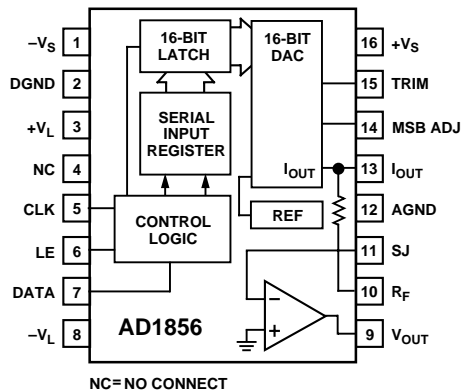 –VS 1
DGND 2
+VL 3
NC 4
CLK 5
LE 6
DATA 7
–VL 8
16-BIT
LATCH
16-BIT
DAC
SERIAL
INPUT
REGISTER
IOUT
REF
CONTROL
LOGIC
–
+
AD1856
16 +VS
15 TRIM
14 MSB ADJ
13 IOUT
12 AGND
11 SJ
10 RF
9 VOUT
NC = NO CONNECT